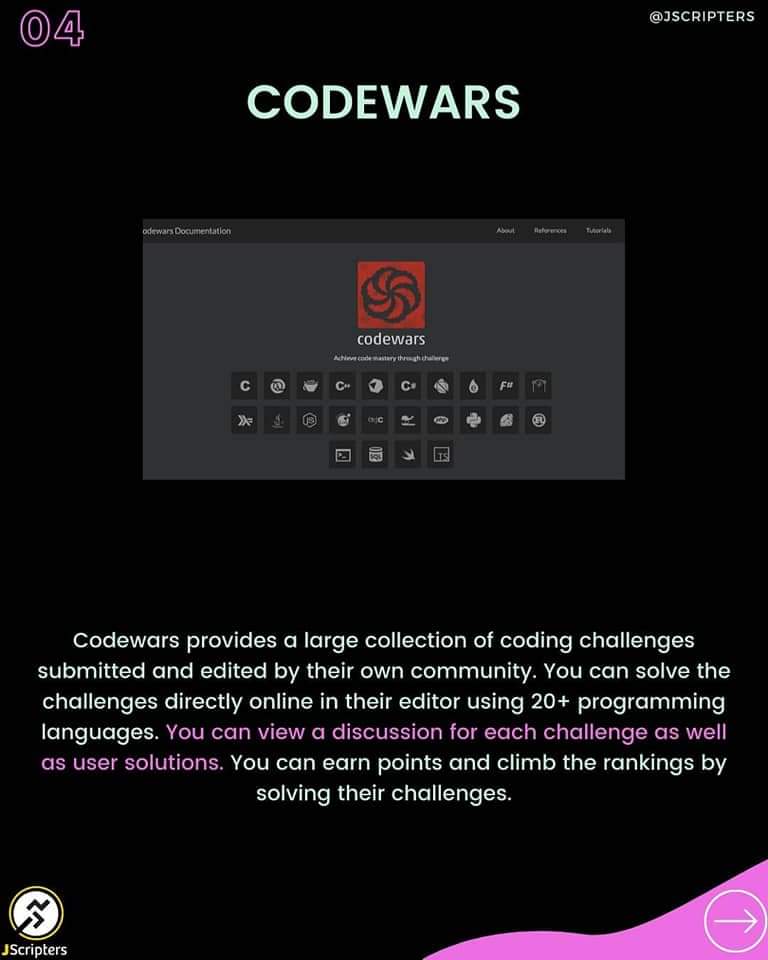 04
@JSCRIPTERS
CODEWARS
odewars Documentation
About References Tutorials
codewars
Achieve code mastery through challenge
C C++ C# F#
JS Obj C php
SQL TS
Codewars provides a large collection of coding challenges
submitted and edited by their own community. You can solve the
challenges directly online in their editor using 20+ programming
languages. You can view a discussion for each challenge as well
as user solutions. You can earn points and climb the rankings by
solving their challenges.
JScripters